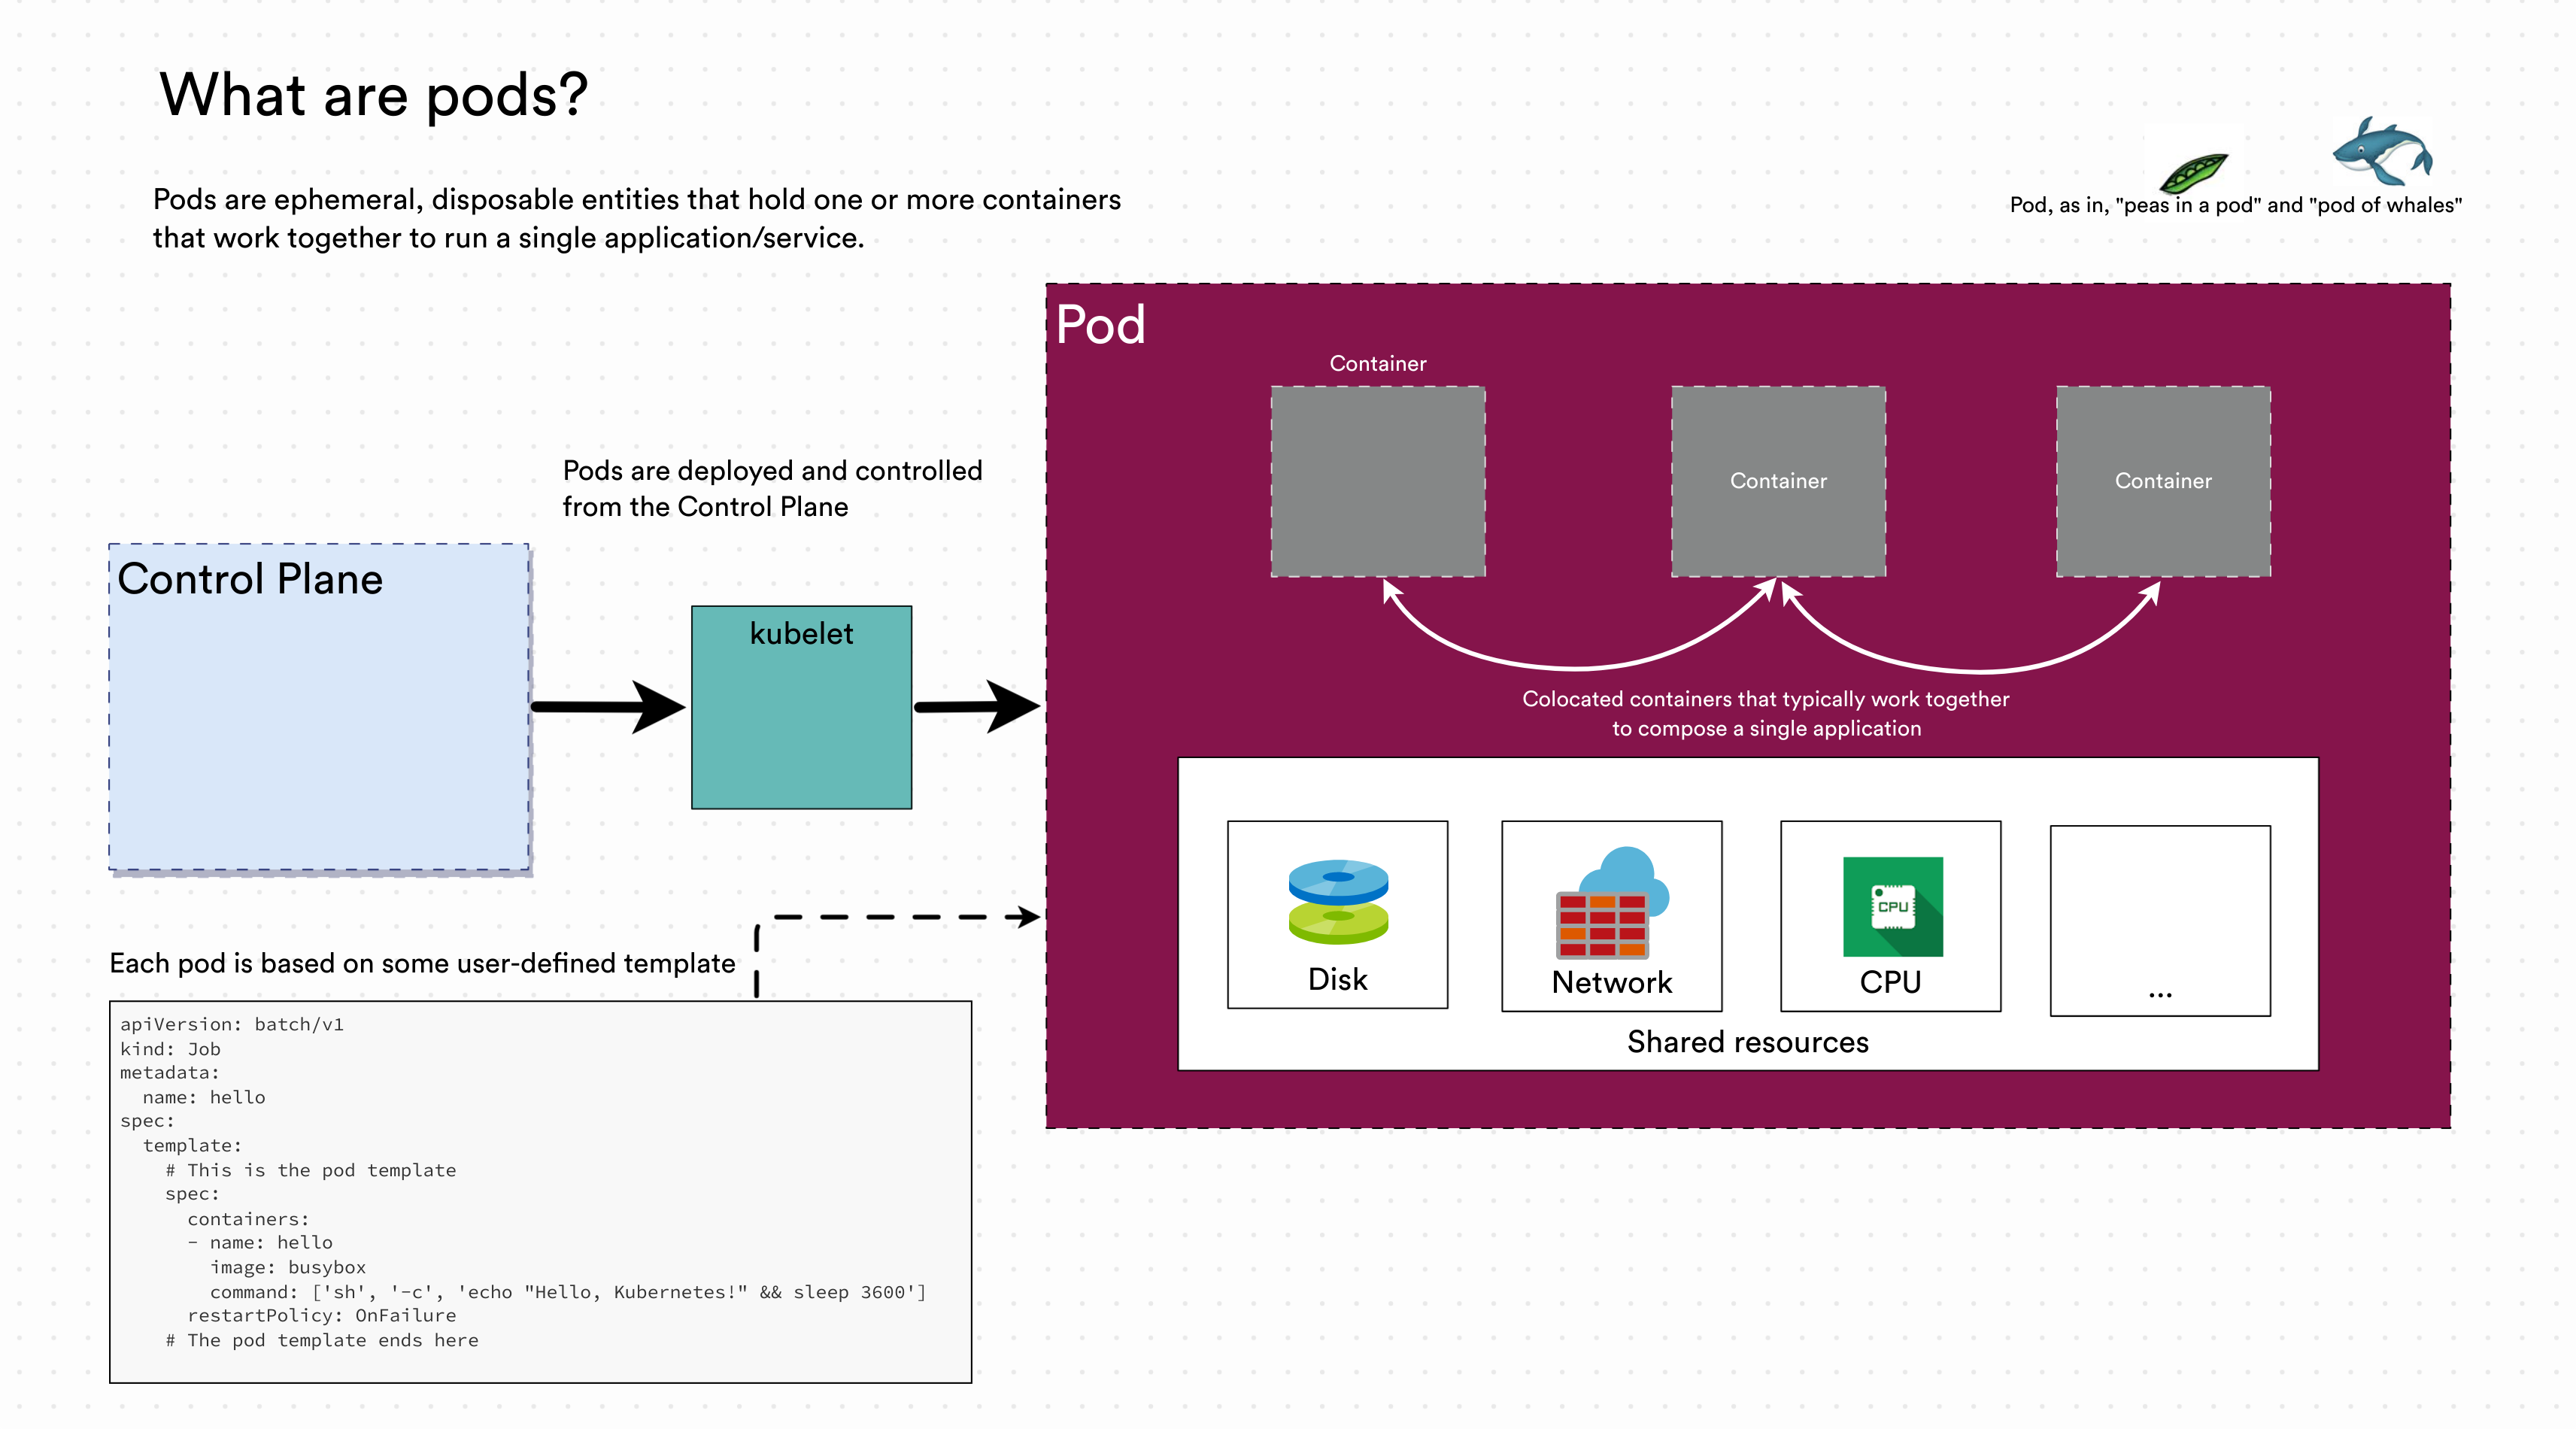 What are pods?
Pods are ephemeral, disposable entities that hold one or more containers
that work together to run a single application/service.
Pod, as in, "peas in a pod" and "pod of whales"
Pods are deployed and controlled
from the Control Plane
Control Plane
kubelet
Pod
Container
Container
Container
Colocated containers that typically work together
to compose a single application
Disk
Network
CPU
CPU
...
Shared resources
Each pod is based on some user-defined template
apiVersion: batch/v1
kind: Job
metadata:
  name: hello
spec:
  template:
    # This is the pod template
    spec:
      containers:
      - name: hello
        image: busybox
        command: ['sh', '-c', 'echo "Hello, Kubernetes!" && sleep 3600']
      restartPolicy: OnFailure
    # The pod template ends here